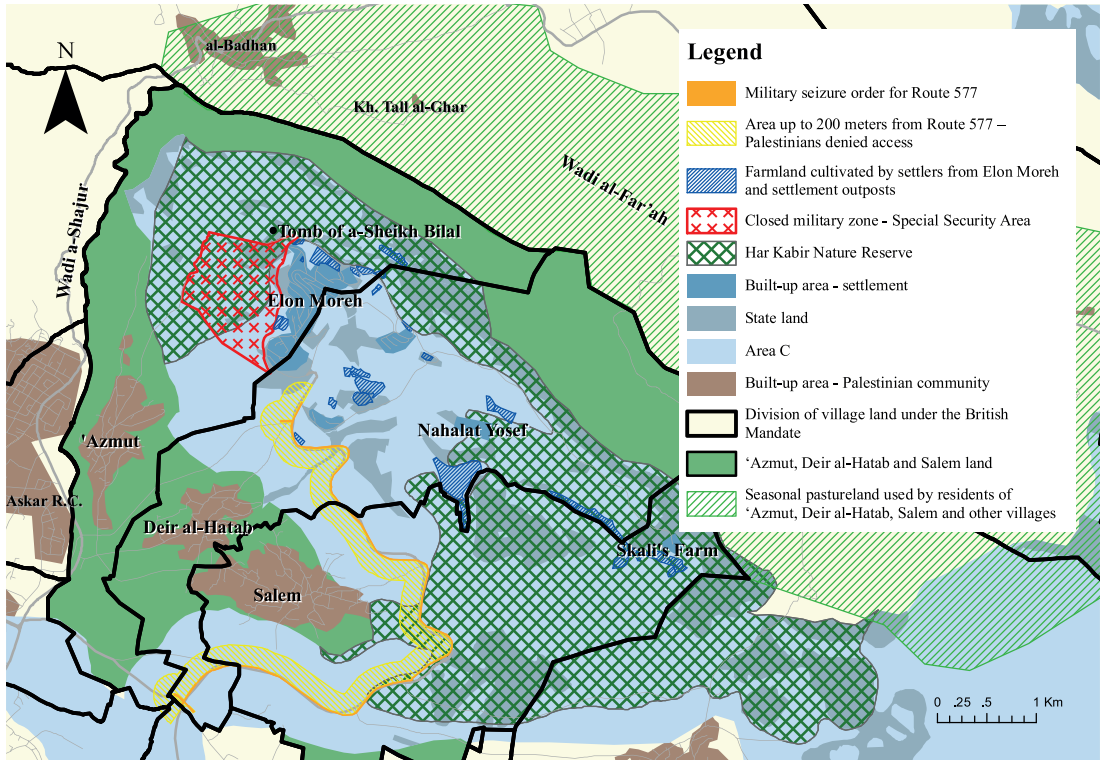 al-Badhan
N
Kh. Tall al-Ghar
Wadi al-Far'ah
Wadi a-Shajur
Tomb of a-Sheikh Bilal
Elon Moreh
Nahalat Yosef
'Azmut
Askar R.C.
Deir al-Hatab
Skali's Farm
Salem
Legend
Military seizure order for Route 577
Area up to 200 meters from Route 577 –
Palestinians denied access
Farmland cultivated by settlers from Elon Moreh
and settlement outposts
Closed military zone - Special Security Area
Har Kabir Nature Reserve
Built-up area - settlement
State land
Area C
Built-up area - Palestinian community
Division of village land under the British
Mandate
‘Azmut, Deir al-Hatab and Salem land
Seasonal pastureland used by residents of
‘Azmut, Deir al-Hatab, Salem and other villages
0 .25 .5 1 Km